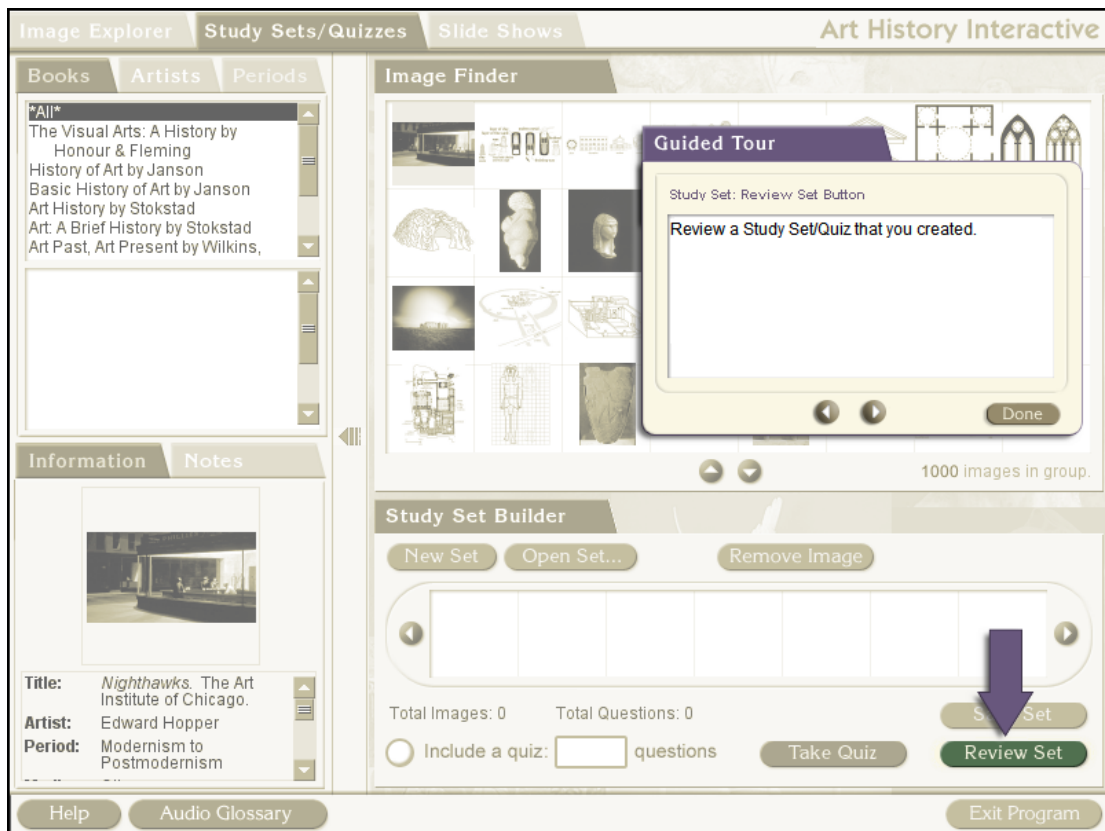 Image Explorer
Study Sets/Quizzes
Slide Shows
Art History Interactive
Books
Artists
Periods
*All*
The Visual Arts: A History by
Honour & Fleming
History of Art by Janson
Basic History of Art by Janson
Art History by Stokstad
Art: A Brief History by Stokstad
Art Past, Art Present by Wilkins,
Information
Notes
Title: Nighthawks. The Art
Institute of Chicago.
Artist: Edward Hopper
Period: Modernism to
Postmodernism
Image Finder
Guided Tour
Study Set: Review Set Button
Review a Study Set/Quiz that you created.
Done
1000 images in group.
Study Set Builder
New Set
Open Set...
Remove Image
Total Images: 0
Total Questions: 0
Set
Include a quiz: questions
Take Quiz
Review Set
Help
Audio Glossary
Exit Program